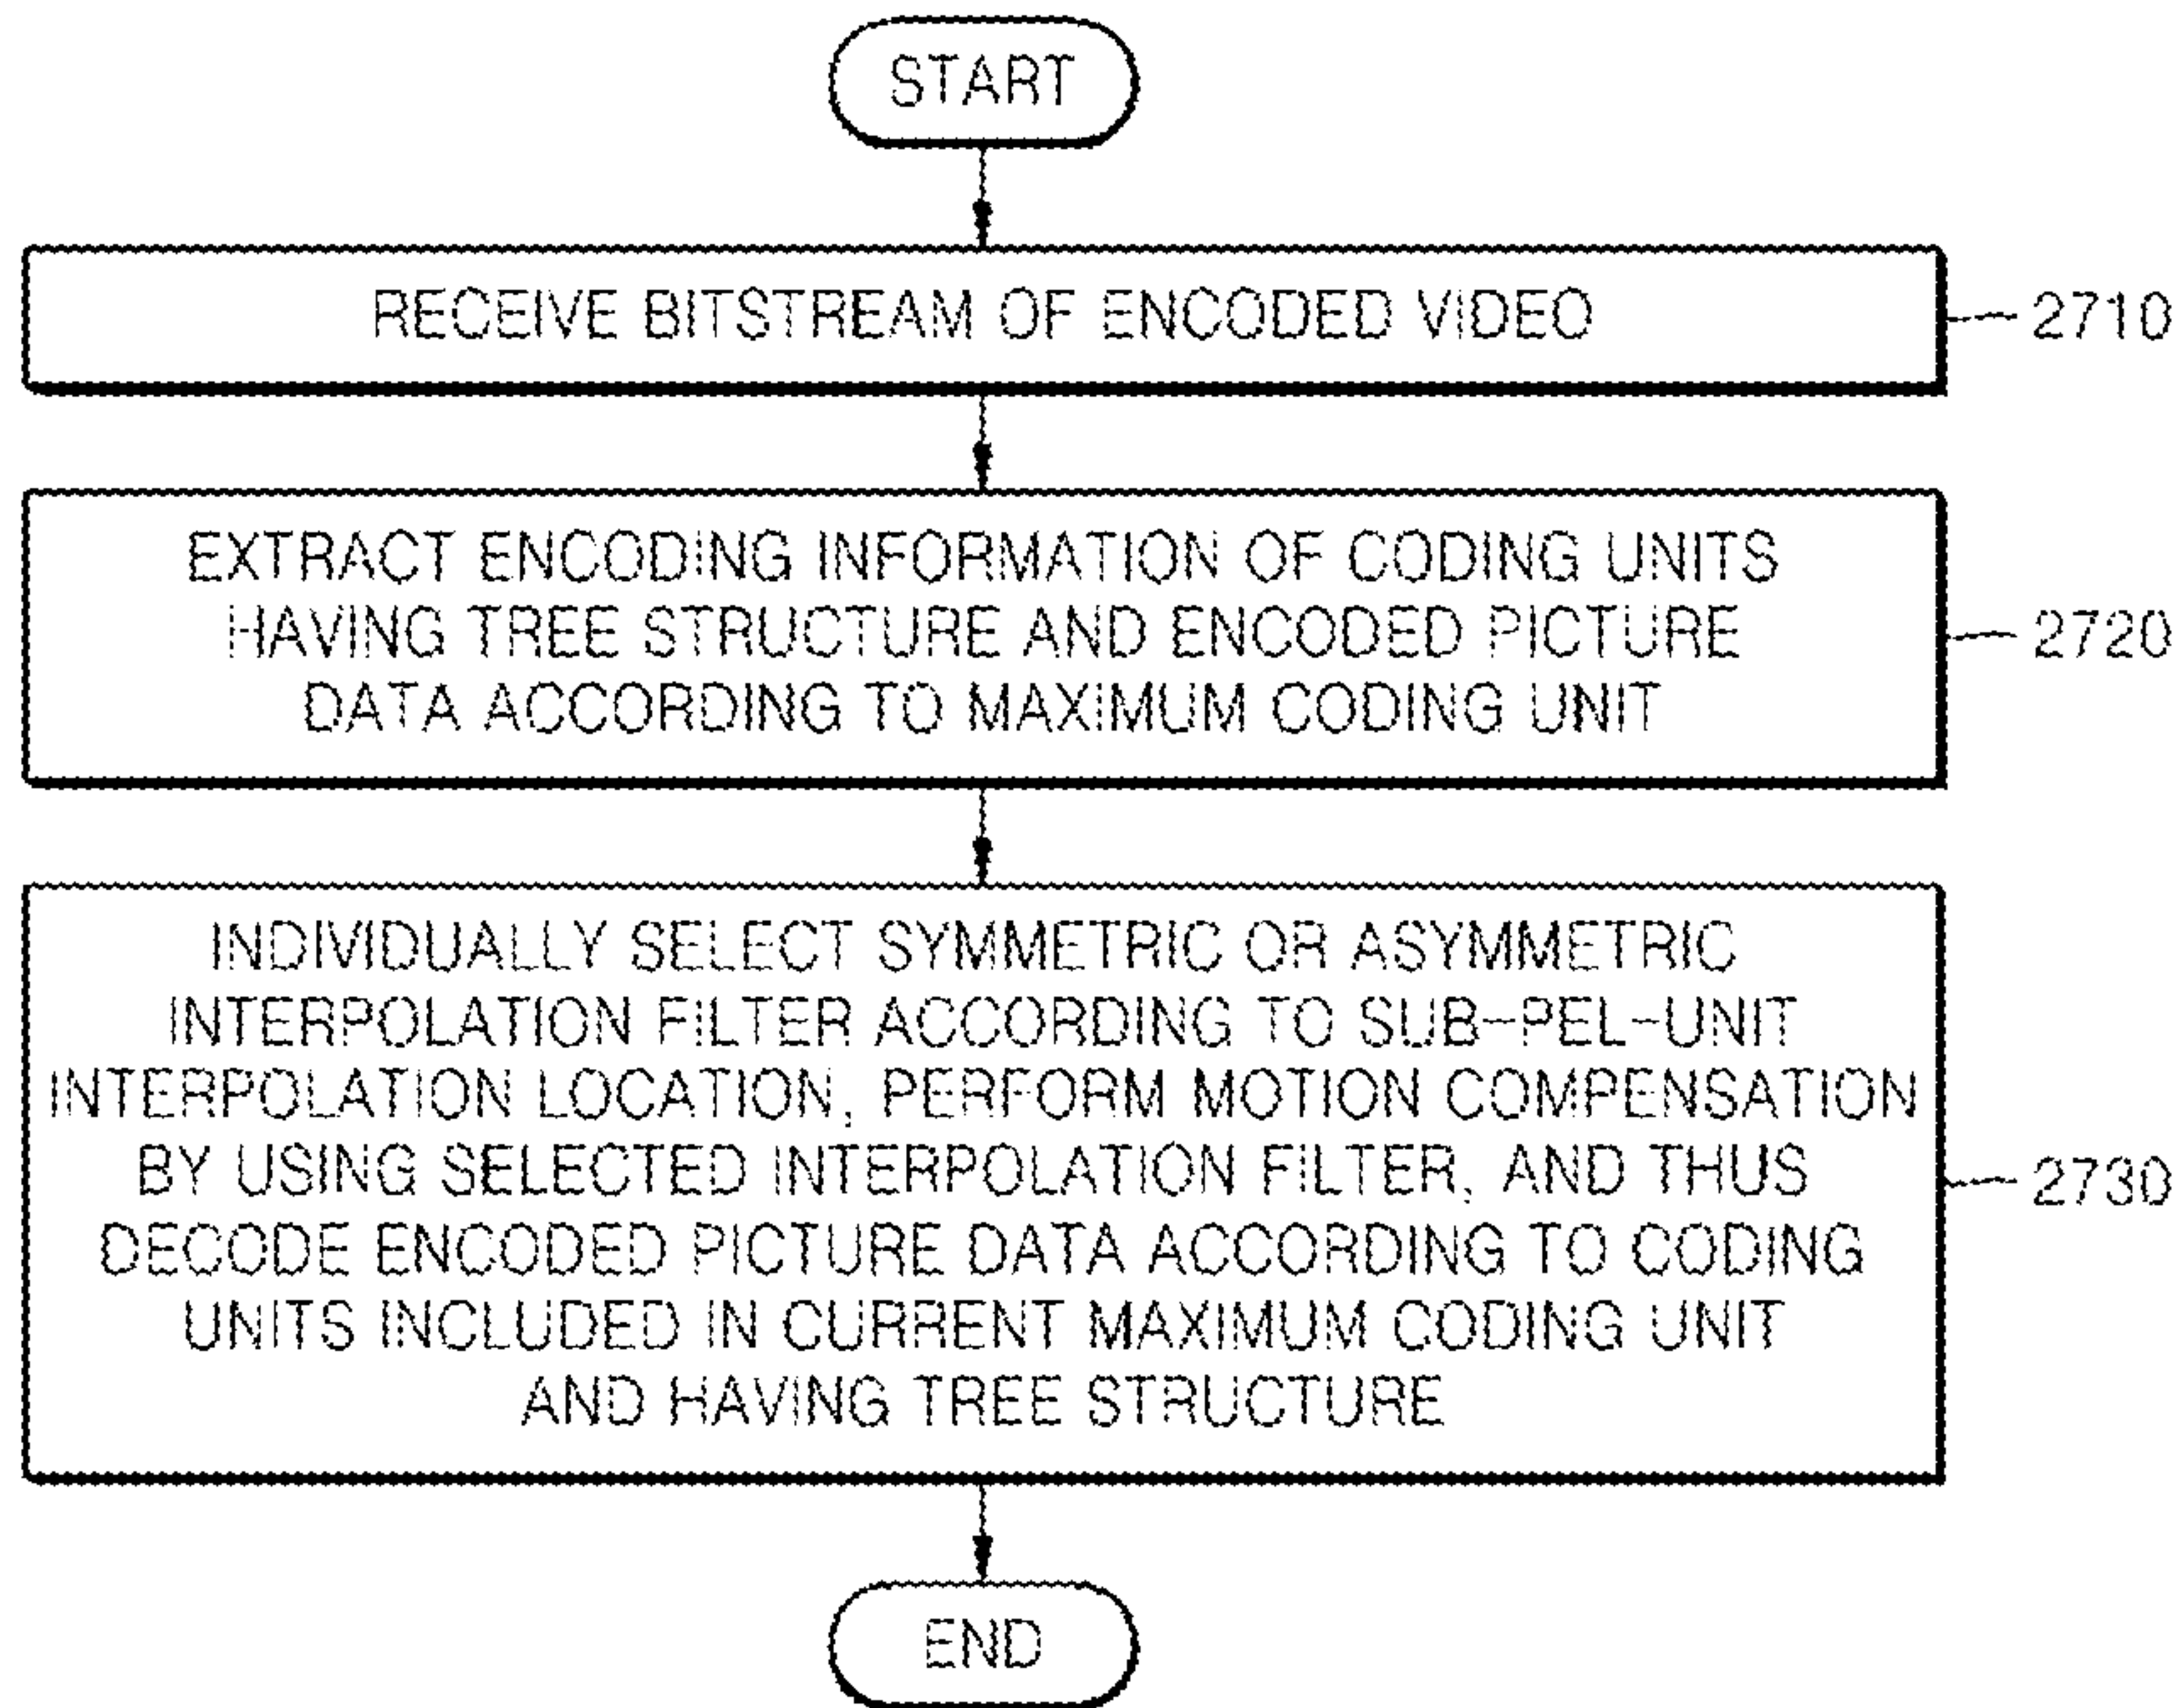 START
RECEIVE BITSTREAM OF ENCODED VIDEO
2710
EXTRACT ENCODING INFORMATION OF CODING UNITS
HAVING TREE STRUCTURE AND ENCODED PICTURE
DATA ACCORDING TO MAXIMUM CODING UNIT
2720
INDIVIDUALLY SELECT SYMMETRIC OR ASYMMETRIC
INTERPOLATION FILTER ACCORDING TO SUB-PEL-UNIT
INTERPOLATION LOCATION, PERFORM MOTION COMPENSATION
BY USING SELECTED INTERPOLATION FILTER, AND THUS
DECODE ENCODED PICTURE DATA ACCORDING TO CODING
UNITS INCLUDED IN CURRENT MAXIMUM CODING UNIT
AND HAVING TREE STRUCTURE
2730
END